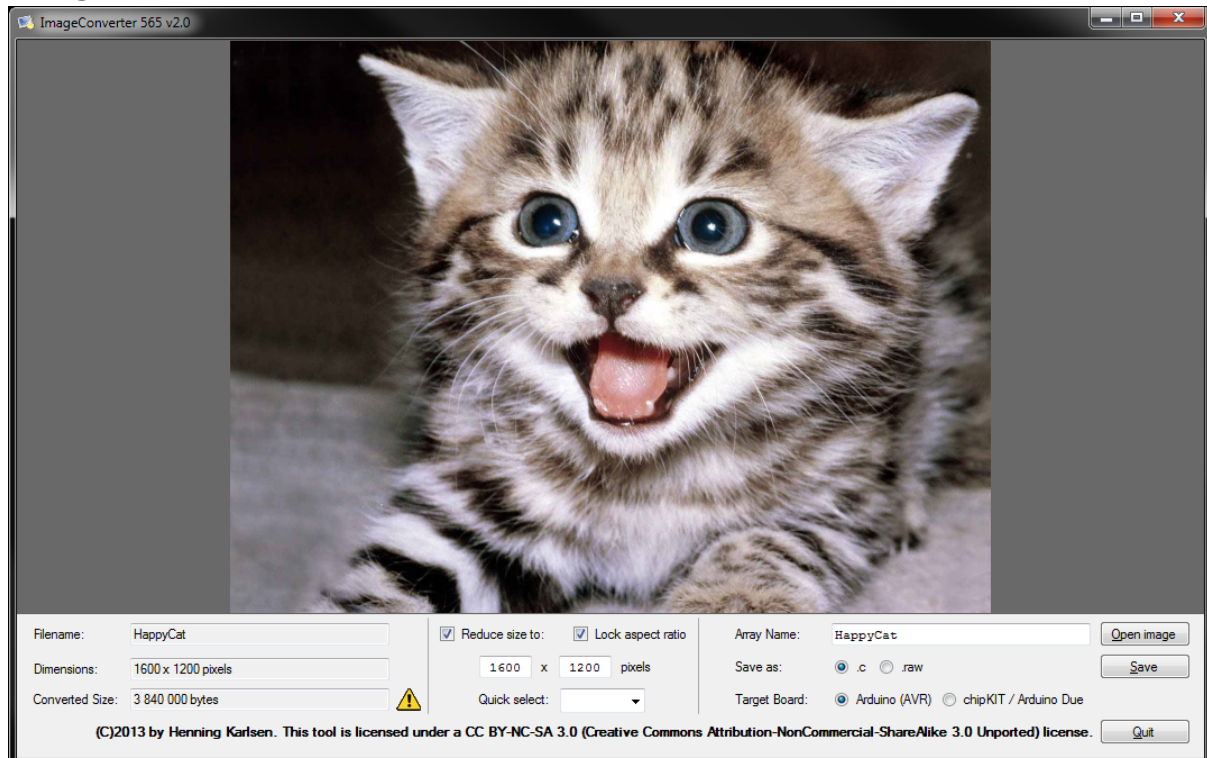 ImageConverter 565 v2.0
Filename: HappyCat
Dimensions: 1600 x 1200 pixels
Converted Size: 3 840 000 bytes
Reduce size to: Lock aspect ratio
1600 x 1200 pixels
Quick select:
Array Name: HappyCat
Save as: .c .raw
Target Board: Arduino (AVR) chipKIT / Arduino Due
Open image
Save
(C)2013 by Henning Karlsen. This tool is licensed under a CC BY-NC-SA 3.0 (Creative Commons Attribution-NonCommercial-ShareAlike 3.0 Unported) license.
Quit